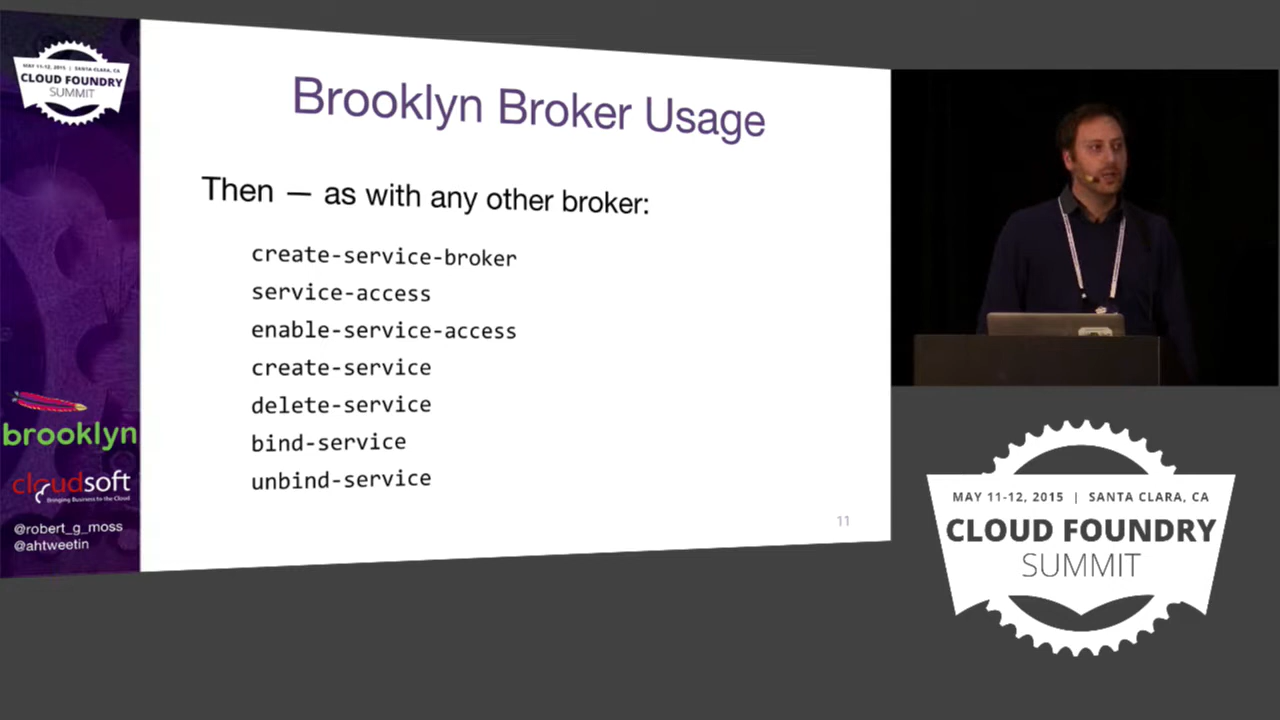 MAY 11-12, 2015 | SANTA CLARA, CA
CLOUD FOUNDRY
SUMMIT
Brooklyn Broker Usage
Then — as with any other broker:
create-service-broker
service-access
enable-service-access
create-service
delete-service
bind-service
unbind-service
11
brooklyn
cloudsoft
Bringing Business to the Cloud
@robert_g_moss
@ahtweetin
MAY 11-12, 2015 | SANTA CLARA, CA
CLOUD FOUNDRY
SUMMIT